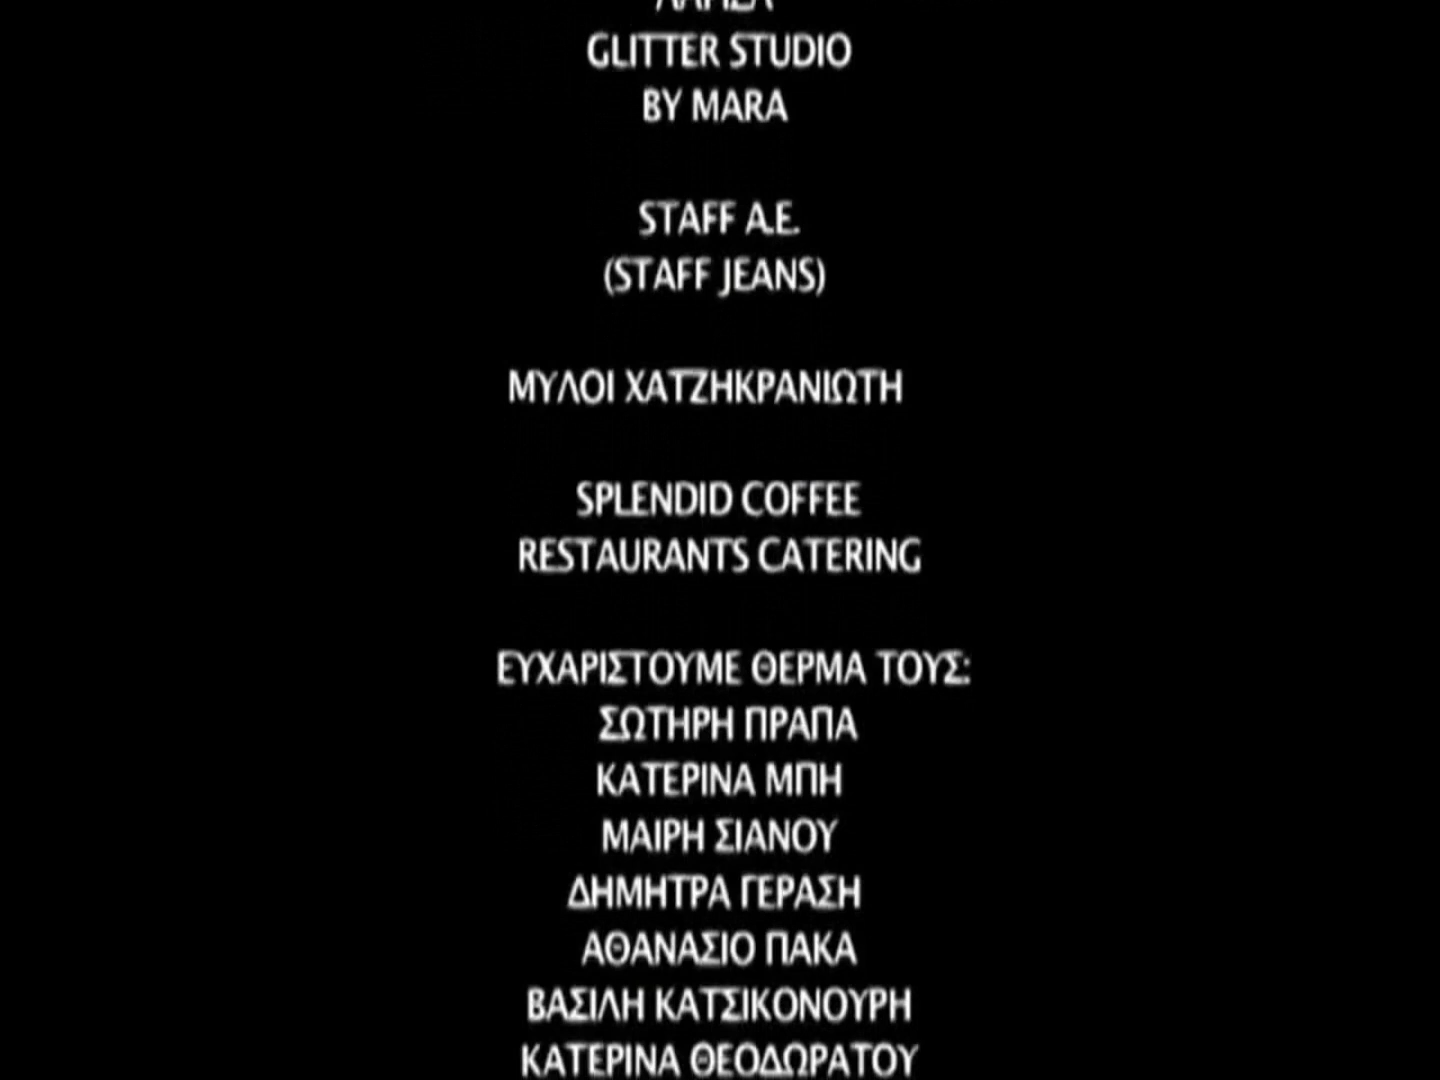 GLITTER STUDIO
BY MARA
STAFF A.E.
(STAFF JEANS)
ΜΥΛΟΙ ΧΑΤΖΗΚΡΑΝΙΩΤΗ
SPLENDID COFFEE
RESTAURANTS CATERING
ΕΥΧΑΡΙΣΤΟΥΜΕ ΘΕΡΜΑ ΤΟΥΣ:
ΣΩΤΗΡΗ ΠΡΑΠΑ
ΚΑΤΕΡΙΝΑ ΜΠΗ
ΜΑΙΡΗ ΣΙΑΝΟΥ
ΔΗΜΗΤΡΑ ΓΕΡΑΣΗ
ΑΘΑΝΑΣΙΟ ΠΑΚΑ
ΒΑΣΙΛΗ ΚΑΤΣΙΚΟΝΟΥΡΗ
ΚΑΤΕΡΙΝΑ ΘΕΟΔΩΡΑΤΟΥ